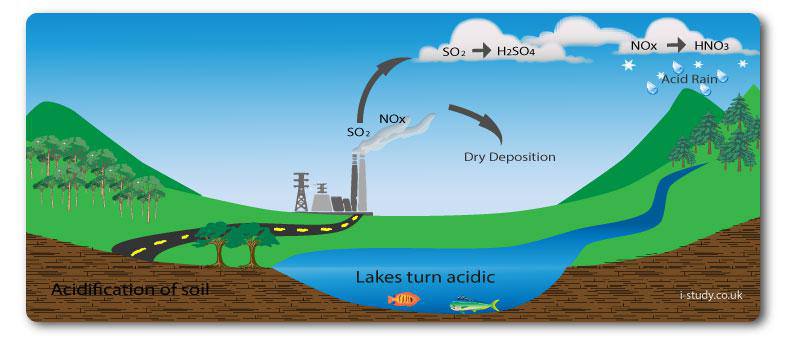 SO₂ → H₂SO₄
NOx → HNO₃
Acid Rain
NOx
SO₂
Dry Deposition
Lakes turn acidic
Acidification of soil
i-study.co.uk